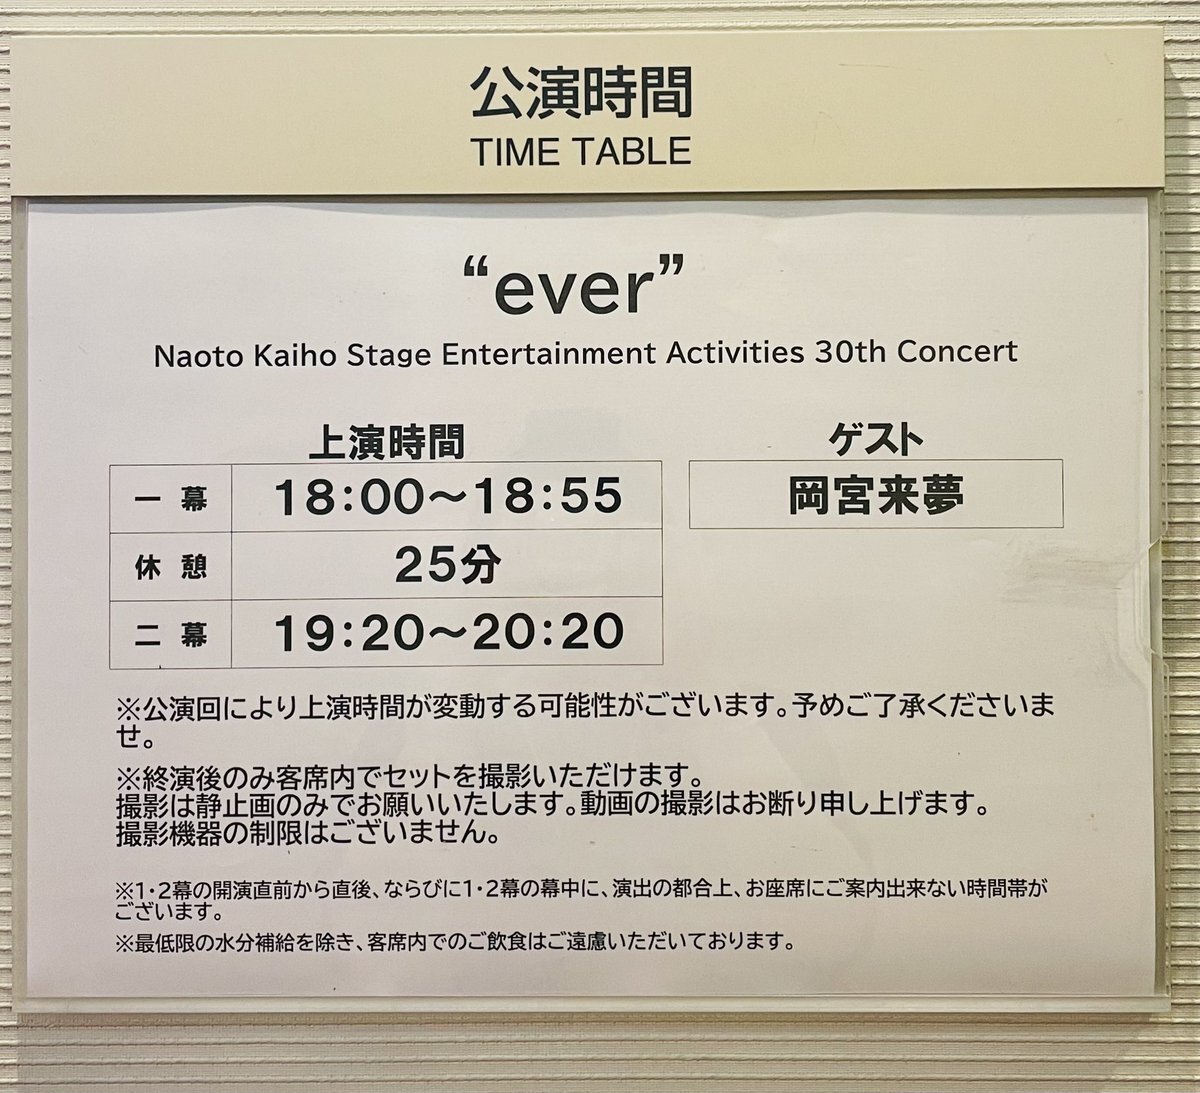 公演時間
TIME TABLE
“ever”
Naoto Kaiho Stage Entertainment Activities 30th Concert
上演時間
一幕 18:00～18:55
休憩 25分
二幕 19:20～20:20
ゲスト
岡宮来夢
※公演回により上演時間が変動する可能性がございます。予めご了承くださいま
せ。
※終演後のみ客席内でセットを撮影いただけます。
撮影は静止画のみでお願いいたします。動画の撮影はお断り申し上げます。
撮影機器の制限はございません。
※1・2幕の開演直前から直後、ならびに1・2幕の幕中に、演出の都合上、お座席にご案内出来ない時間帯が
ございます。
※最低限の水分補給を除き、客席内でのご飲食はご遠慮いただいております。